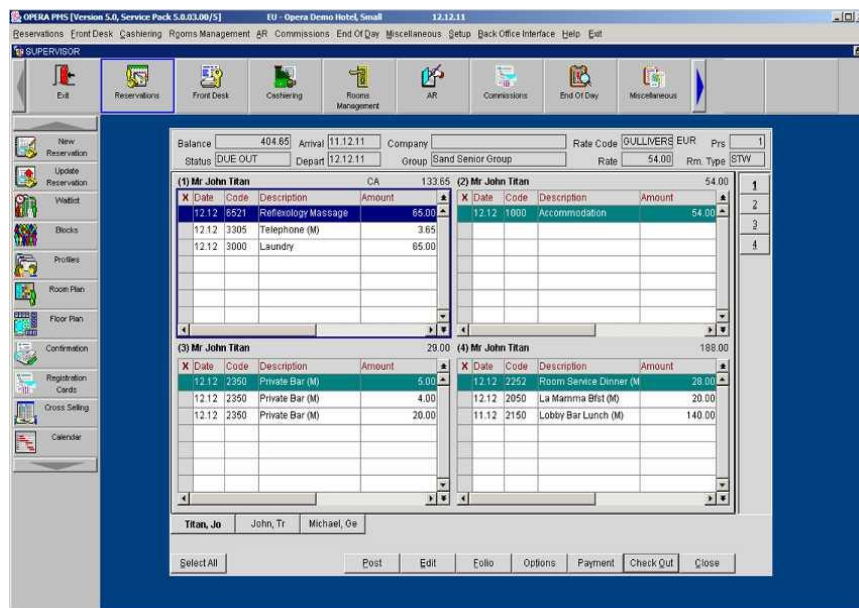 OPERA PMS [Version 5.0, Service Pack 5.0.03.00/5] EU - Opera Demo Hotel, Small 12.12.11
Reservations Front Desk Cashiering Rooms Management AR Commissions End Of Day Miscellaneous Setup Back Office Interface Help Exit
SUPERVISOR
Exit Reservations Front Desk Cashiering Rooms Management AR Commissions End Of Day Miscellaneous
New Reservation
Update Reservation
Waitlist
Blocks
Profiles
Room Plan
Floor Plan
Confirmation
Registration Cards
Cross Selling
Calendar
Balance 404.65 Arrival 11.12.11 Company Rate Code GULLIVERS EUR Prs 1
Status DUE OUT Depart 12.12.11 Group Sand Senior Group Rate 54.00 Rm. Type STW
(1) Mr John Titan CA 133.65
X Date Code Description Amount
12.12 6521 Reflexology Massage 65.00
12.12 3305 Telephone (M) 3.65
12.12 3000 Laundry 65.00
(2) Mr John Titan 54.00
X Date Code Description Amount
12.12 1000 Accommodation 54.00
1
2
3
4
(3) Mr John Titan 29.00
X Date Code Description Amount
12.12 2350 Private Bar (M) 5.00
12.12 2350 Private Bar (M) 4.00
12.12 2350 Private Bar (M) 20.00
(4) Mr John Titan 188.00
X Date Code Description Amount
12.12 2252 Room Service Dinner (M 28.00
12.12 2050 La Mamma Bfst (M) 20.00
11.12 2150 Lobby Bar Lunch (M) 140.00
Titan, Jo John, Tr Michael, Ge
Select All Post Edit Folio Options Payment Check Out Close